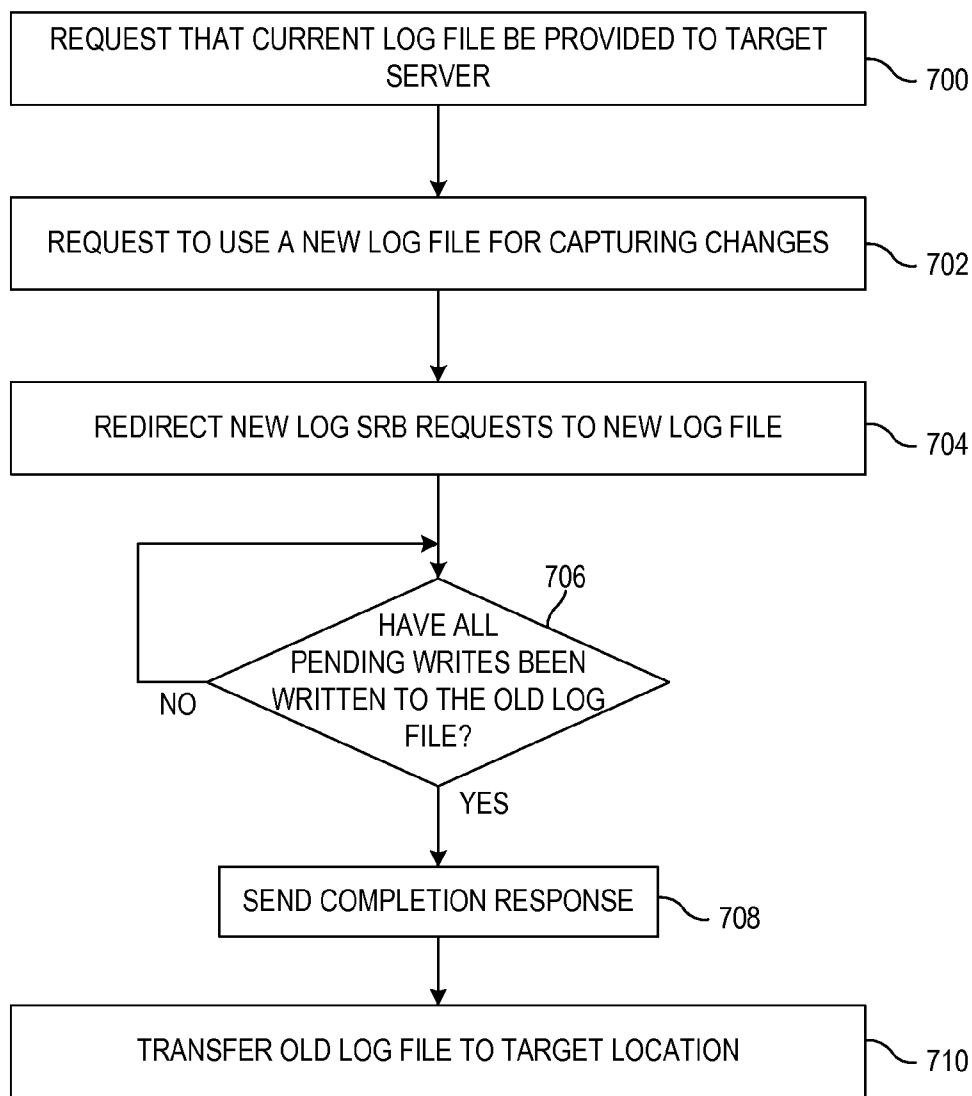 REQUEST THAT CURRENT LOG FILE BE PROVIDED TO TARGET
SERVER
700
REQUEST TO USE A NEW LOG FILE FOR CAPTURING CHANGES
702
REDIRECT NEW LOG SRB REQUESTS TO NEW LOG FILE
704
706
HAVE ALL
PENDING WRITES BEEN
WRITTEN TO THE OLD LOG
FILE?
NO
YES
SEND COMPLETION RESPONSE
708
TRANSFER OLD LOG FILE TO TARGET LOCATION
710